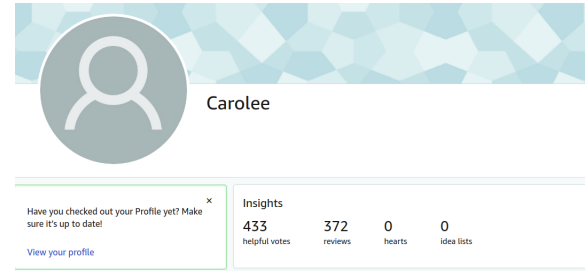 Carolee
×
Have you checked out your Profile yet? Make
sure it's up to date!
View your profile
Insights
433 372 0 0
helpful votes reviews hearts idea lists